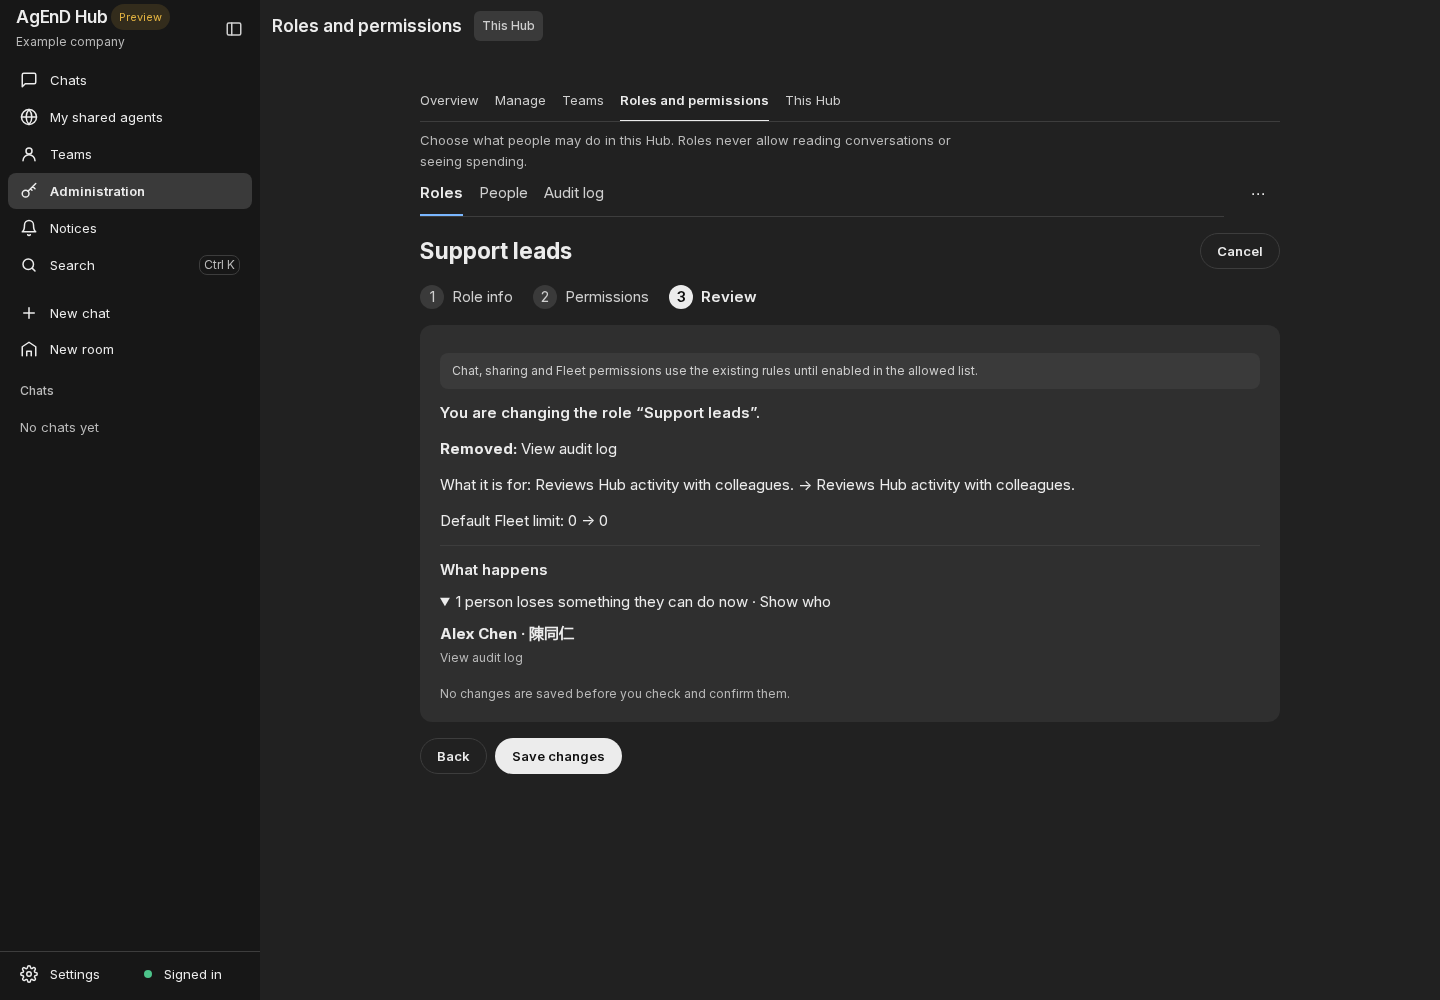 AgEnD Hub Preview
Example company
Chats
My shared agents
Teams
Administration
Notices
Search Ctrl K
New chat
New room
Chats
No chats yet
Settings
Signed in
Roles and permissions This Hub
Overview Manage Teams Roles and permissions This Hub
Choose what people may do in this Hub. Roles never allow reading conversations or
seeing spending.
Roles People Audit log ...
Support leads
Cancel
1 Role info 2 Permissions 3 Review
Chat, sharing and Fleet permissions use the existing rules until enabled in the allowed list.
You are changing the role “Support leads”.
Removed: View audit log
What it is for: Reviews Hub activity with colleagues. → Reviews Hub activity with colleagues.
Default Fleet limit: 0 → 0
What happens
▼ 1 person loses something they can do now · Show who
Alex Chen · 陳同仁
View audit log
No changes are saved before you check and confirm them.
Back Save changes